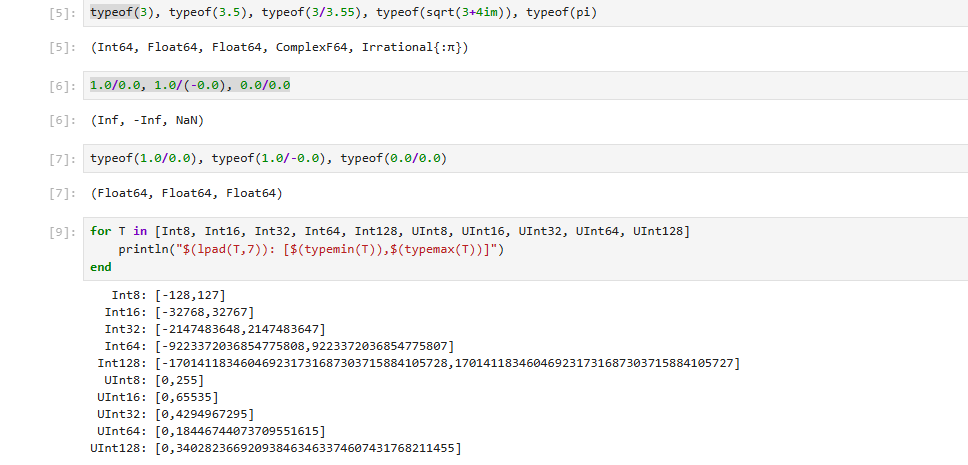 [5]: typeof(3), typeof(3.5), typeof(3/3.55), typeof(sqrt(3+4im)), typeof(pi)
[5]: (Int64, Float64, Float64, ComplexF64, Irrational{:π})
[6]: 1.0/0.0, 1.0/(-0.0), 0.0/0.0
[6]: (Inf, -Inf, NaN)
[7]: typeof(1.0/0.0), typeof(1.0/-0.0), typeof(0.0/0.0)
[7]: (Float64, Float64, Float64)
[9]: for T in [Int8, Int16, Int32, Int64, Int128, UInt8, UInt16, UInt32, UInt64, UInt128]
    println("$(lpad(T,7)): [$(typemin(T)),$(typemax(T))]")
end
   Int8: [-128,127]
  Int16: [-32768,32767]
  Int32: [-2147483648,2147483647]
  Int64: [-9223372036854775808,9223372036854775807]
 Int128: [-170141183460469231731687303715884105728,170141183460469231731687303715884105727]
  UInt8: [0,255]
 UInt16: [0,65535]
 UInt32: [0,4294967295]
 UInt64: [0,18446744073709551615]
UInt128: [0,340282366920938463463374607431768211455]